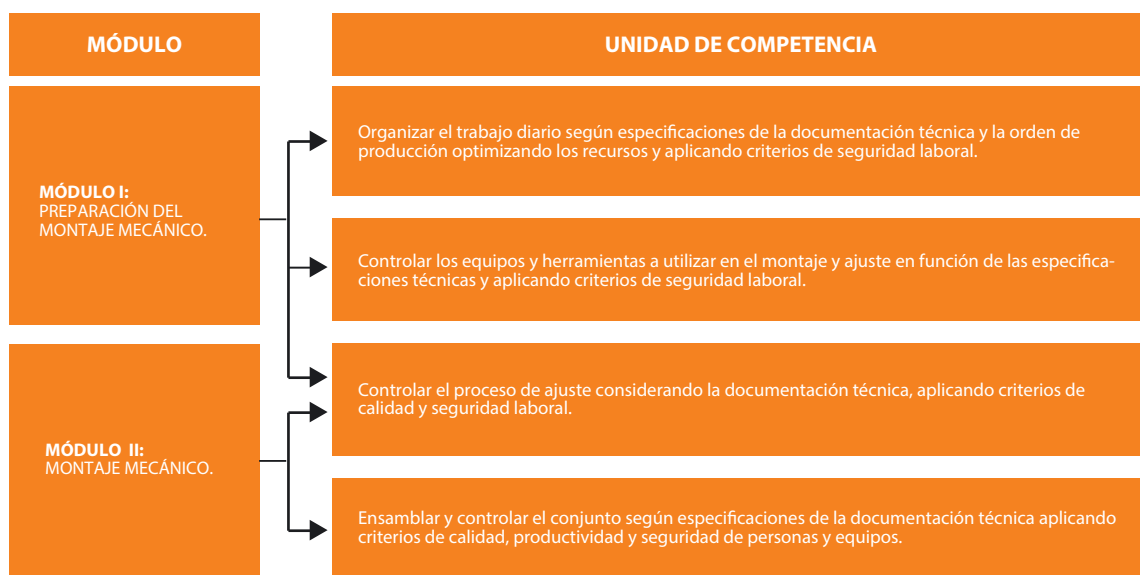 MÓDULO
UNIDAD DE COMPETENCIA
MÓDULO I:
PREPARACIÓN DEL
MONTAJE MECÁNICO.
Organizar el trabajo diario según especificaciones de la documentación técnica y la orden de
producción optimizando los recursos y aplicando criterios de seguridad laboral.
Controlar los equipos y herramientas a utilizar en el montaje y ajuste en función de las especifica-
ciones técnicas y aplicando criterios de seguridad laboral.
Controlar el proceso de ajuste considerando la documentación técnica, aplicando criterios de
calidad y seguridad laboral.
MÓDULO II:
MONTAJE MECÁNICO.
Ensamblar y controlar el conjunto según especificaciones de la documentación técnica aplicando
criterios de calidad, productividad y seguridad de personas y equipos.